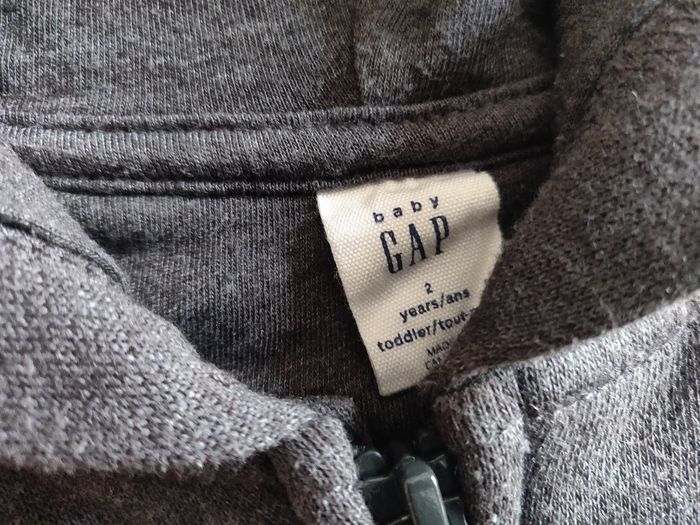 baby
GAP
2
years/ans
toddler/tout-